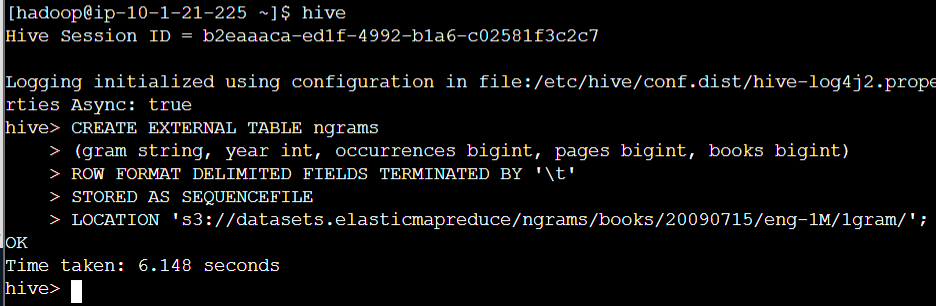 [hadoop@ip-10-1-21-225 ~]$ hive
Hive Session ID = b2eaaaca-ed1f-4992-b1a6-c02581f3c2c7
Logging initialized using configuration in file:/etc/hive/conf.dist/hive-log4j2.prope
rties Async: true
hive> CREATE EXTERNAL TABLE ngrams
    > (gram string, year int, occurrences bigint, pages bigint, books bigint)
    > ROW FORMAT DELIMITED FIELDS TERMINATED BY '\t'
    > STORED AS SEQUENCEFILE
    > LOCATION 's3://datasets.elasticmapreduce/ngrams/books/20090715/eng-1M/1gram/';
OK
Time taken: 6.148 seconds
hive>